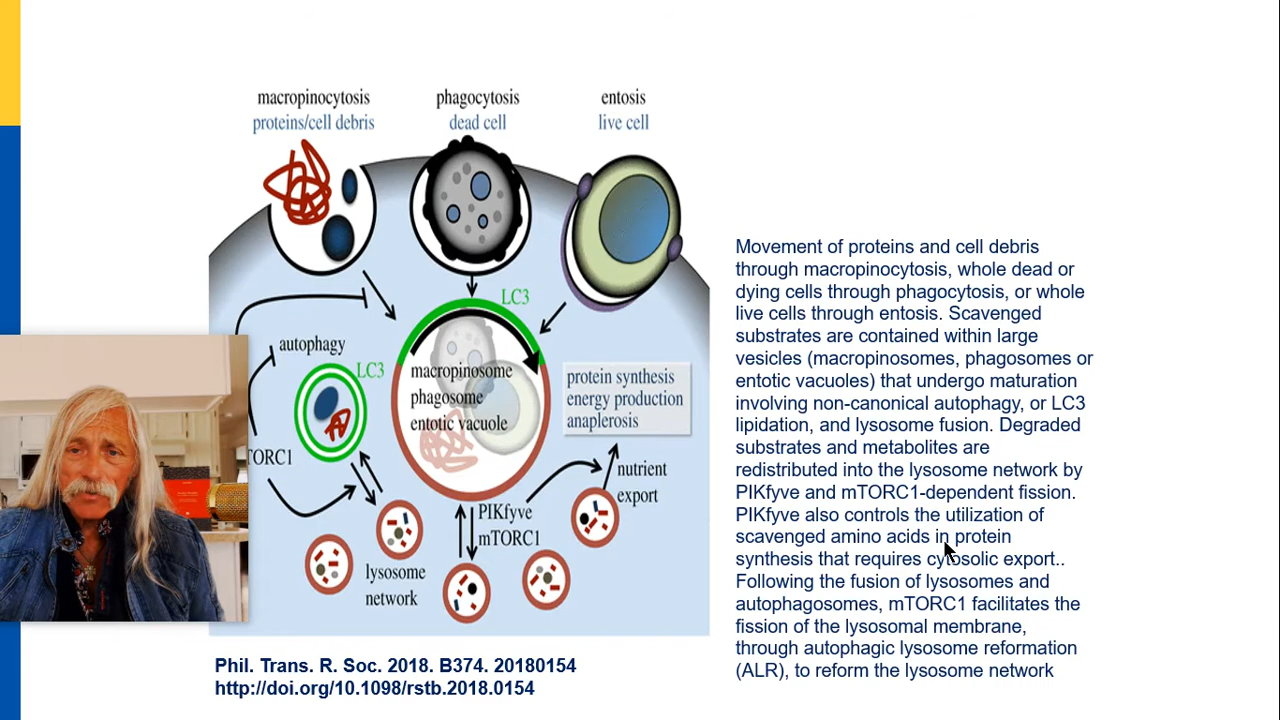 macropinocytosis
proteins/cell debris
phagocytosis
dead cell
entosis
live cell
LC3
autophagy
LC3
macropinosome
phagosome
entotic vacuole
protein synthesis
energy production
anaplerosis
TORC1
nutrient
export
PIKfyve
mTORC1
lysosome
network
Movement of proteins and cell debris
through macropinocytosis, whole dead or
dying cells through phagocytosis, or whole
live cells through entosis. Scavenged
substrates are contained within large
vesicles (macropinosomes, phagosomes or
entotic vacuoles) that undergo maturation
involving non-canonical autophagy, or LC3
lipidation, and lysosome fusion. Degraded
substrates and metabolites are
redistributed into the lysosome network by
PIKfyve and mTORC1-dependent fission.
PIKfyve also controls the utilization of
scavenged amino acids in protein
synthesis that requires cytosolic export..
Following the fusion of lysosomes and
autophagosomes, mTORC1 facilitates the
fission of the lysosomal membrane,
through autophagic lysosome reformation
(ALR), to reform the lysosome network
Phil. Trans. R. Soc. 2018. B374. 20180154
http://doi.org/10.1098/rstb.2018.0154